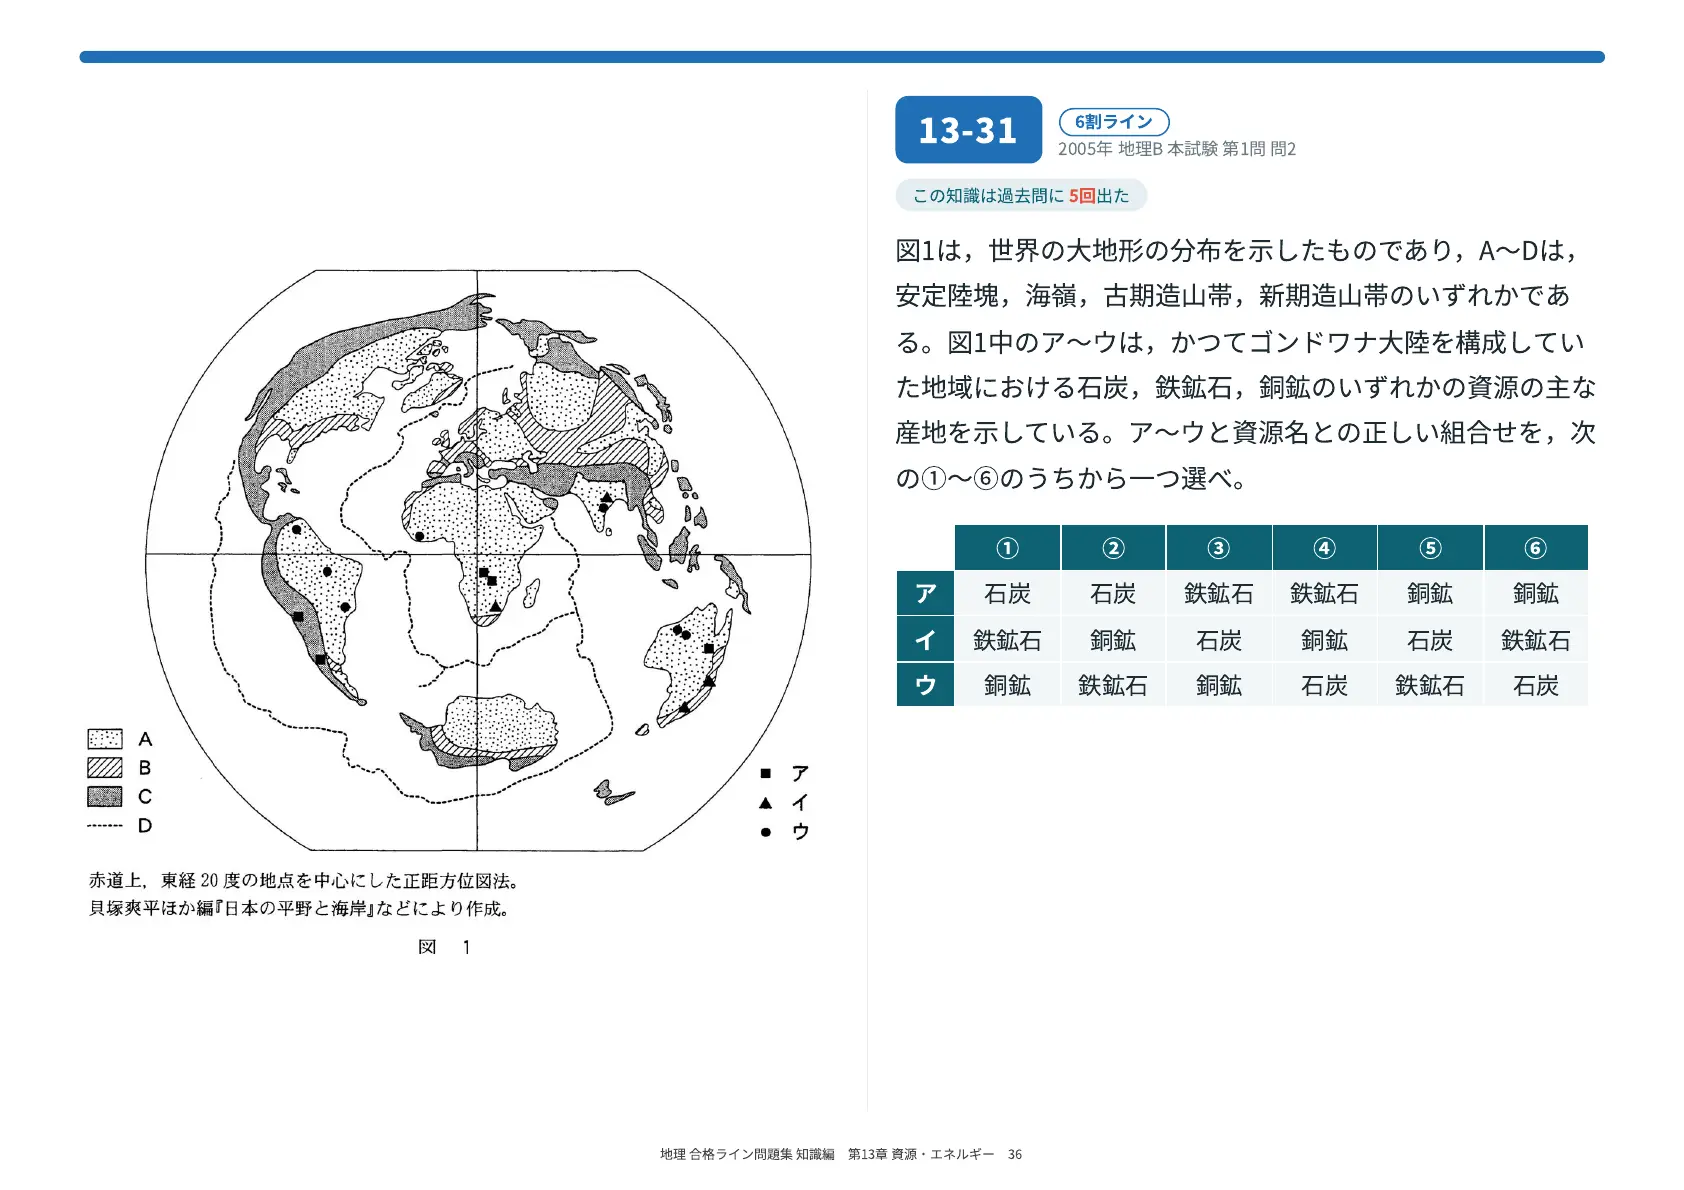 13-31
6割ライン
2005年 地理B 本試験 第1問 問2
この知識は過去問に 5回出た
図1は，世界の大地形の分布を示したものであり，A～Dは，
安定陸塊，海嶺，古期造山帯，新期造山帯のいずれかであ
る。図1中のア～ウは，かつてゴンドワナ大陸を構成してい
た地域における石炭，鉄鉱石，銅鉱のいずれかの資源の主な
産地を示している。ア～ウと資源名との正しい組合せを，次
の①～⑥のうちから一つ選べ。
① ② ③ ④ ⑤ ⑥
ア 石炭 石炭 鉄鉱石 鉄鉱石 銅鉱 銅鉱
イ 鉄鉱石 銅鉱 石炭 銅鉱 石炭 鉄鉱石
ウ 銅鉱 鉄鉱石 銅鉱 石炭 鉄鉱石 石炭
A
B
C
D
ア
イ
ウ
赤道上，東経20度の地点を中心にした正距方位図法。
貝塚爽平ほか編『日本の平野と海岸』などにより作成。
図 1
地理 合格ライン問題集 知識編 第13章 資源・エネルギー 36